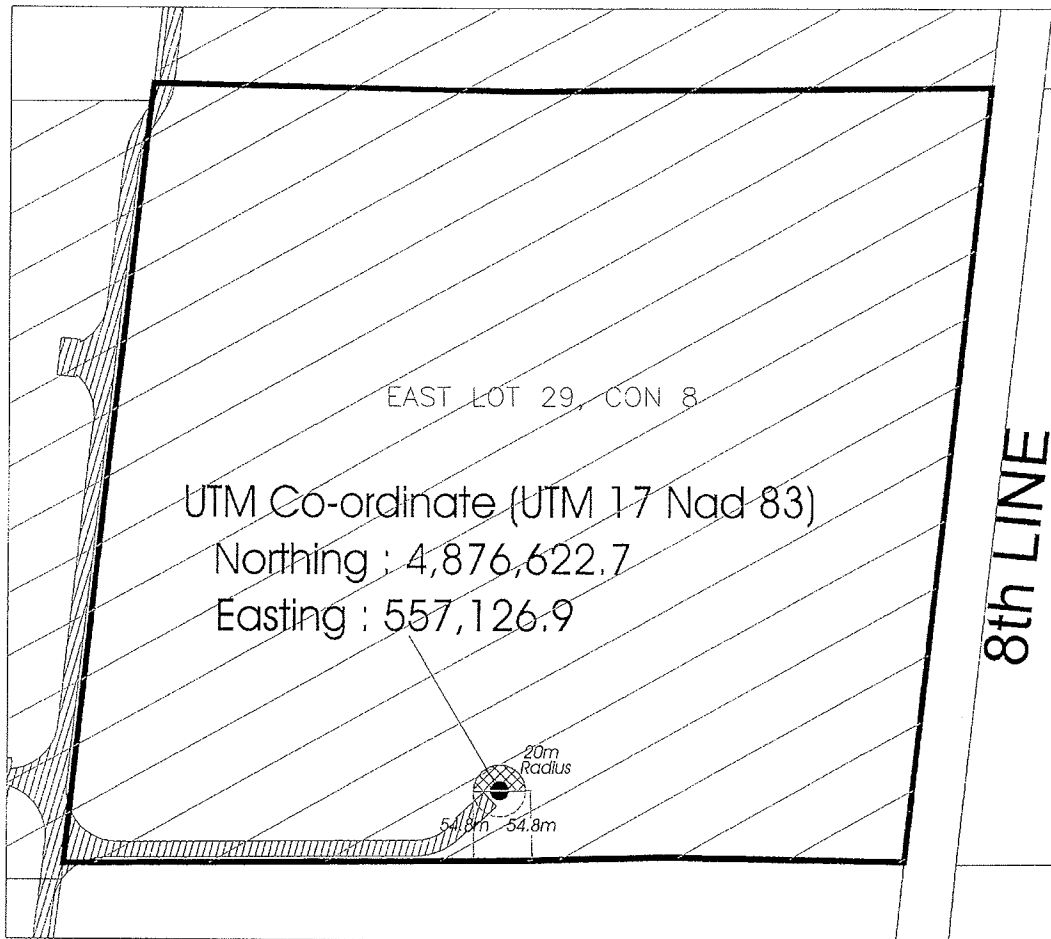 EAST LOT 29, CON 8
UTM Co-ordinate (UTM 17 Nad 83)
Northing : 4,876,622.7
Easting : 557,126.9
8th LINE
20m
Radius
54.8m 54.8m